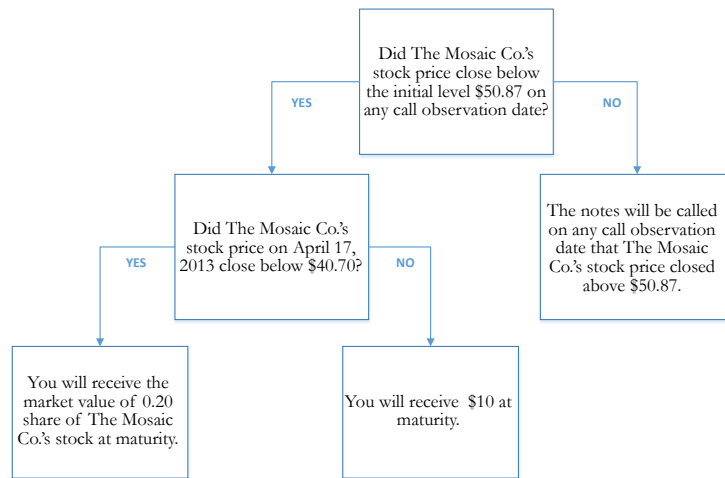 Did The Mosaic Co.'s
stock price close below
the initial level $50.87 on
any call observation date?
YES
NO
Did The Mosaic Co.'s
stock price on April 17,
2013 close below $40.70?
The notes will be called
on any call observation
date that The Mosaic
Co.'s stock price closed
above $50.87.
YES
NO
You will receive the
market value of 0.20
share of The Mosaic
Co.'s stock at maturity.
You will receive $10 at
maturity.